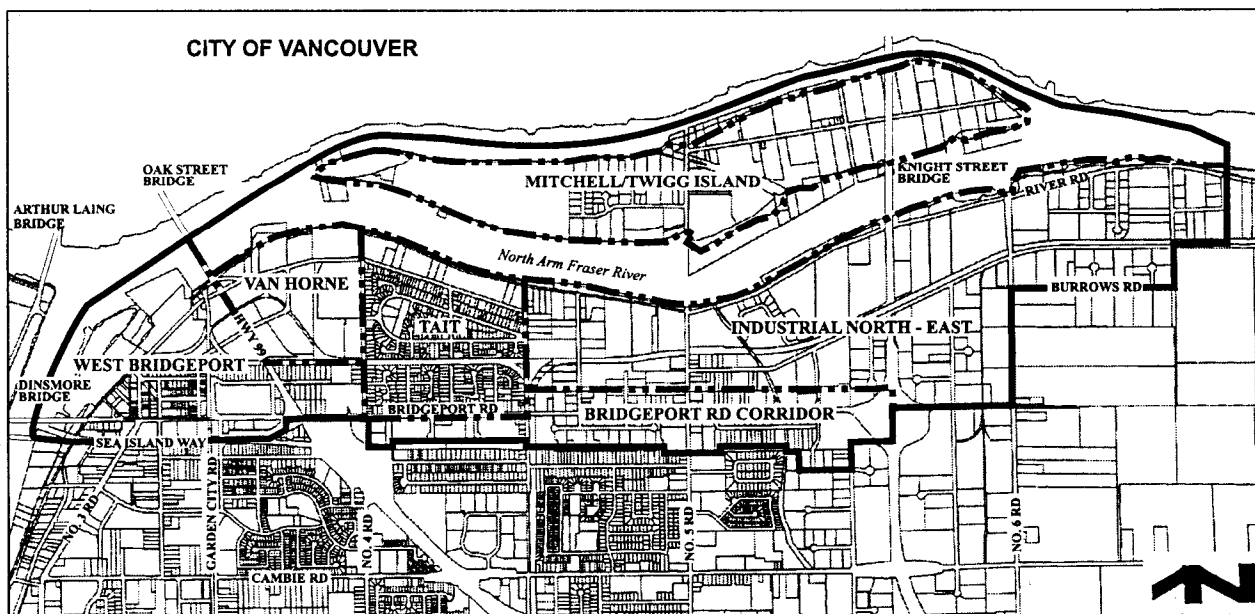 CITY OF VANCOUVER
OAK STREET
BRIDGE
ARTHUR LAING
BRIDGE
MITCHELL/TWIGG ISLAND
KNIGHT STREET
BRIDGE
RIVER RD
North Arm Fraser River
VAN HORNE
HWY 99
TAIT
INDUSTRIAL NORTH - EAST
BURROWS RD
WEST BRIDGEPORT
DINSMORE
BRIDGE
BRIDGEPORT RD
BRIDGEPORT RD CORRIDOR
SEA ISLAND WAY
NO. 3 RD
GARDEN CITY RD
NO. 4 RD
NO. 5 RD
NO. 6 RD
CAMBIE RD
N